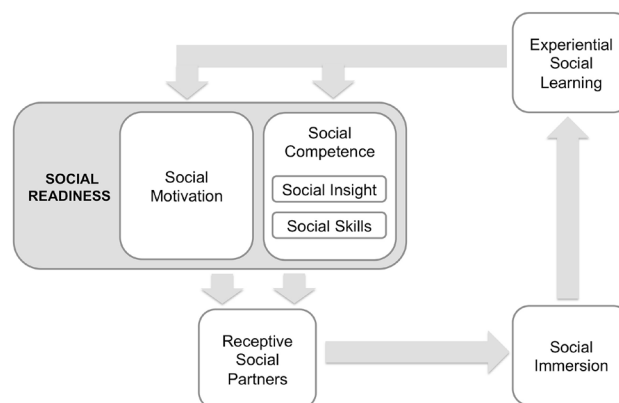 Experiential
Social
Learning
SOCIAL
READINESS
Social
Motivation
Social
Competence
Social Insight
Social Skills
Receptive
Social
Partners
Social
Immersion